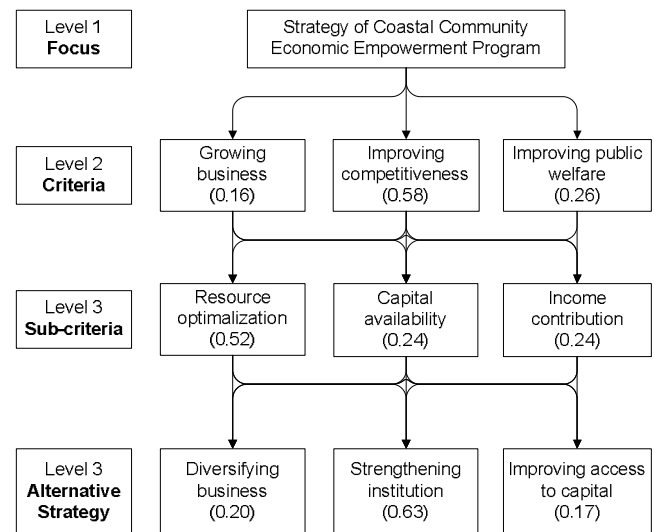 Level 1
Focus
Strategy of Coastal Community
Economic Empowerment Program
Level 2
Criteria
Growing
business
(0.16)
Improving
competitiveness
(0.58)
Improving public
welfare
(0.26)
Level 3
Sub-criteria
Resource
optimalization
(0.52)
Capital
availability
(0.24)
Income
contribution
(0.24)
Level 3
Alternative
Strategy
Diversifying
business
(0.20)
Strengthening
institution
(0.63)
Improving access
to capital
(0.17)